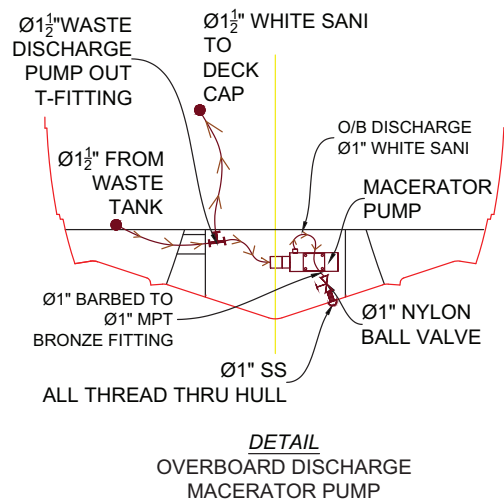 Ø1½"WASTE
DISCHARGE
PUMP OUT
T-FITTING
Ø1½" WHITE SANI
TO
DECK
CAP
O/B DISCHARGE
Ø1" WHITE SANI
Ø1½" FROM
WASTE
TANK
MACERATOR
PUMP
Ø1" BARBED TO
Ø1" MPT
BRONZE FITTING
Ø1" NYLON
BALL VALVE
Ø1" SS
ALL THREAD THRU HULL
DETAIL
OVERBOARD DISCHARGE
MACERATOR PUMP